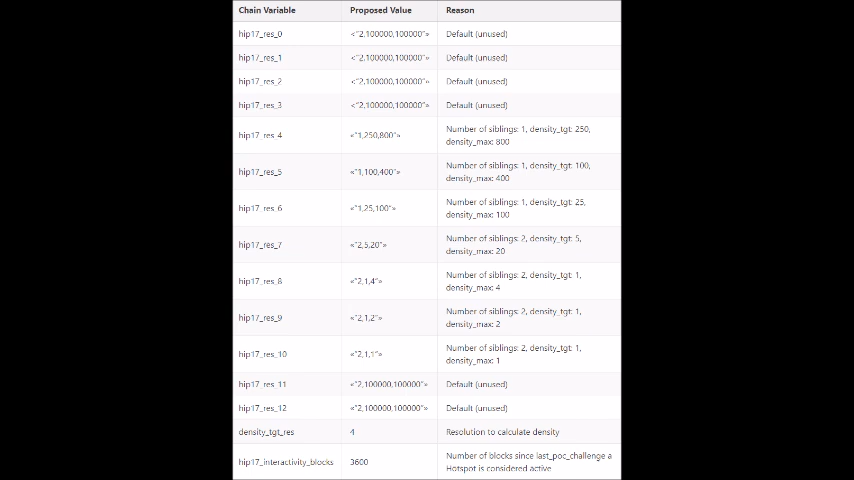 Chain Variable Proposed Value Reason
hip17_res_0 <"2,100000,100000"» Default (unused)
hip17_res_1 <"2,100000,100000"» Default (unused)
hip17_res_2 <"2,100000,100000"» Default (unused)
hip17_res_3 <"2,100000,100000"» Default (unused)
hip17_res_4 «"1,250,800"» Number of siblings: 1, density_tgt: 250,
density_max: 800
hip17_res_5 «"1,100,400"» Number of siblings: 1, density_tgt: 100,
density_max: 400
hip17_res_6 «"1,25,100"» Number of siblings: 1, density_tgt: 25,
density_max: 100
hip17_res_7 «"2,5,20"» Number of siblings: 2, density_tgt: 5,
density_max: 20
hip17_res_8 «"2,1,4"» Number of siblings: 2, density_tgt: 1,
density_max: 4
hip17_res_9 «"2,1,2"» Number of siblings: 2, density_tgt: 1,
density_max: 2
hip17_res_10 «"2,1,1"» Number of siblings: 2, density_tgt: 1,
density_max: 1
hip17_res_11 «"2,100000,100000"» Default (unused)
hip17_res_12 «"2,100000,100000"» Default (unused)
density_tgt_res 4 Resolution to calculate density
hip17_interactivity_blocks 3600 Number of blocks since last_poc_challenge a
Hotspot is considered active